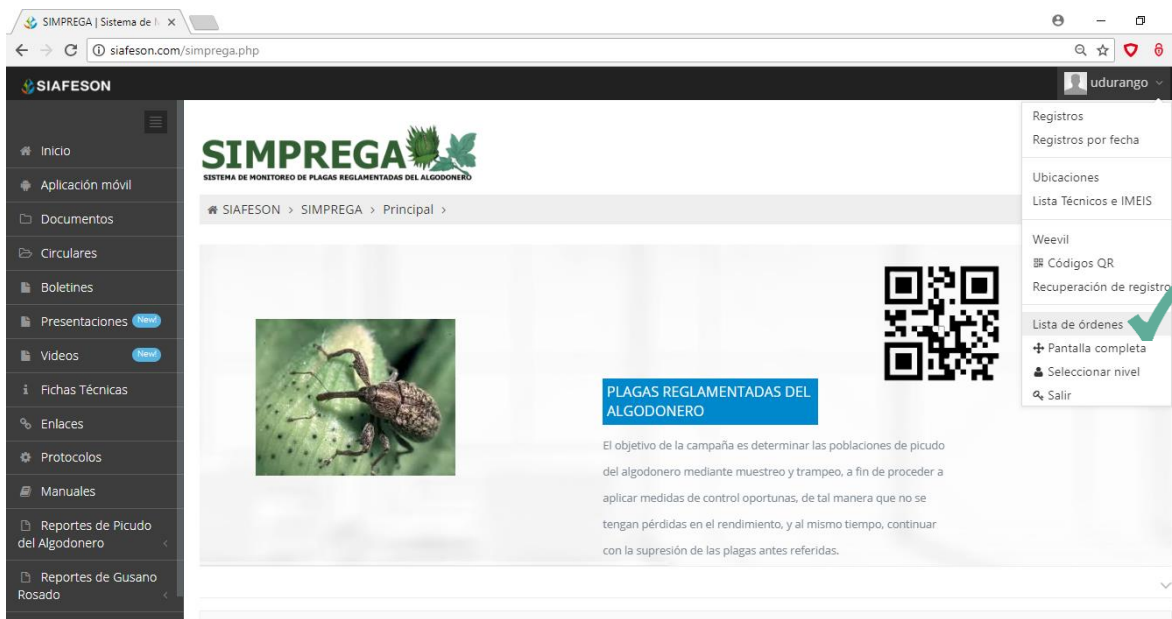 SIMPREGA | Sistema de
siafeson.com/simprega.php
SIAFESON
udurango
Inicio
Aplicación móvil
Documentos
Circulares
Boletines
Presentaciones New!
Videos New!
Fichas Técnicas
Enlaces
Protocolos
Manuales
Reportes de Picudo
del Algodonero
Reportes de Gusano
Rosado
SIMPREGA
SISTEMA DE MONITOREO DE PLAGAS REGLAMENTADAS DEL ALGODONERO
SIAFESON > SIMPREGA > Principal >
PLAGAS REGLAMENTADAS DEL
ALGODONERO
El objetivo de la campaña es determinar las poblaciones de picudo
del algodonero mediante muestreo y trampeo, a fin de proceder a
aplicar medidas de control oportunas, de tal manera que no se
tengan pérdidas en el rendimiento, y al mismo tiempo, continuar
con la supresión de las plagas antes referidas.
Registros
Registros por fecha
Ubicaciones
Lista Técnicos e IMEIS
Weevil
Códigos QR
Recuperación de registro
Lista de órdenes
Pantalla completa
Seleccionar nivel
Salir